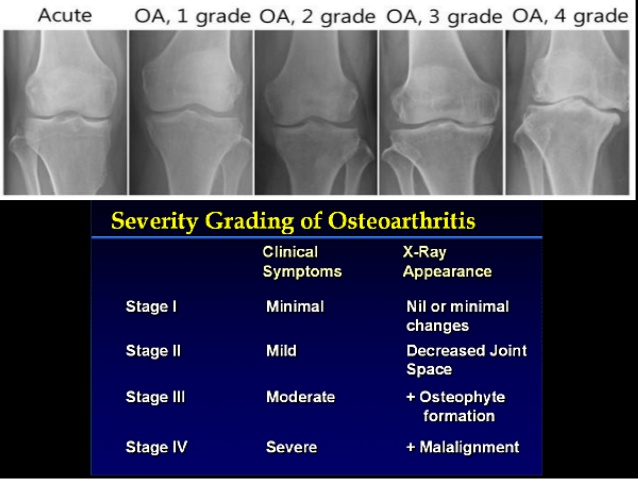 Acute OA, 1 grade OA, 2 grade OA, 3 grade OA, 4 grade
Severity Grading of Osteoarthritis
Clinical X-Ray
Symptoms Appearance
Stage I Minimal Nil or minimal
changes
Stage II Mild Decreased Joint
Space
Stage III Moderate + Osteophyte
formation
Stage IV Severe + Malalignment